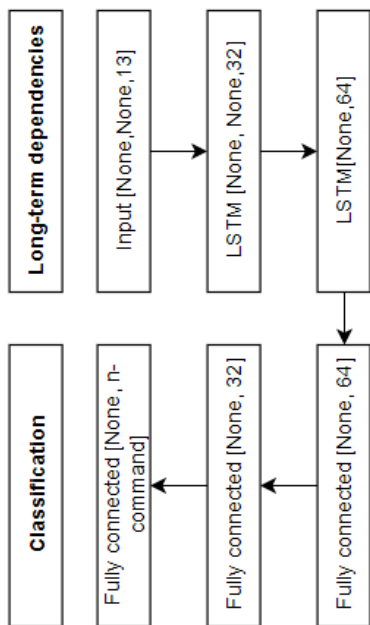 Long-term dependencies
Input [None,None,13]
LSTM [None, None,32]
LSTM[None,64]
Classification
Fully connected [None, n-
command]
Fully connected [None, 32]
Fully connected [None, 64]